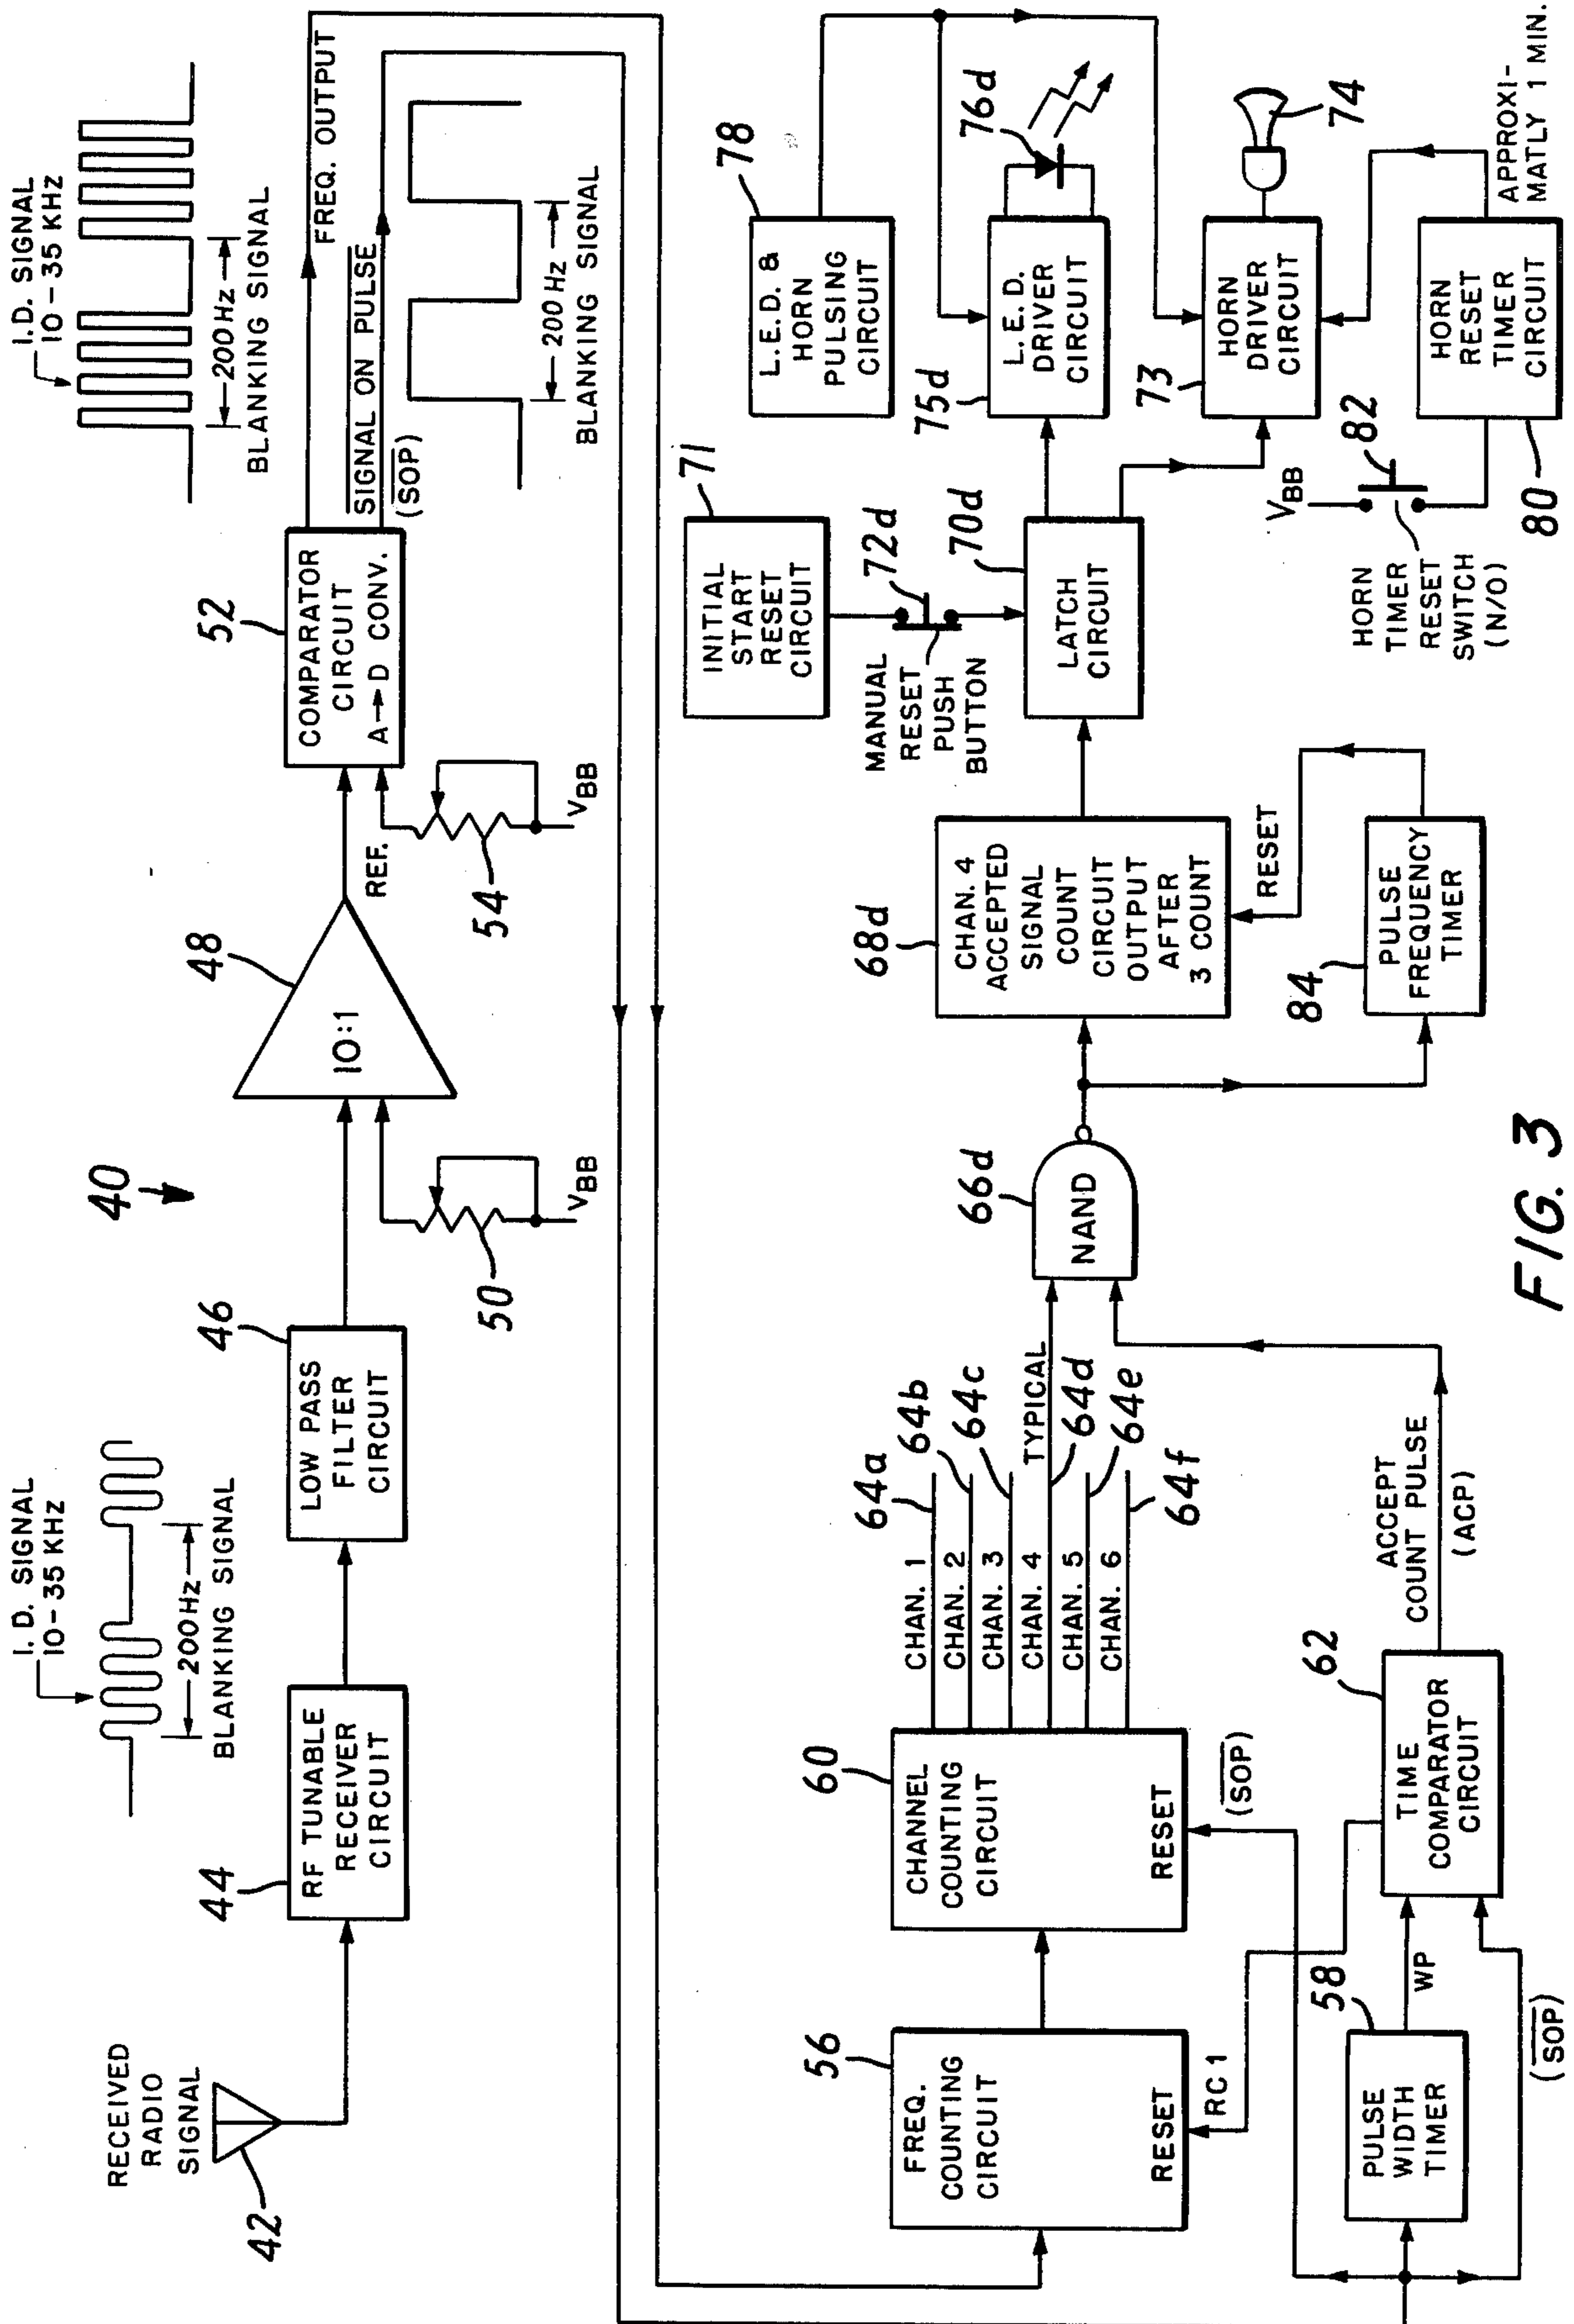 40
RECEIVED
RADIO
SIGNAL
42
44
RF TUNABLE
RECEIVER
CIRCUIT
I.D. SIGNAL
10-35 KHz
200 Hz
BLANKING SIGNAL
46
LOW PASS
FILTER
CIRCUIT
50
VBB
48
10:1
REF.
54
VBB
52
COMPARATOR
CIRCUIT
A→D CONV.
I.D. SIGNAL
10-35 KHz
200 Hz
BLANKING SIGNAL
FREQ. OUTPUT
SIGNAL ON PULSE
(SOP)
200 Hz
BLANKING SIGNAL
56
FREQ.
COUNTING
CIRCUIT
RESET
RC 1
60
CHANNEL
COUNTING
CIRCUIT
RESET
(SOP)
58
PULSE
WIDTH
TIMER
WP
(SOP)
62
TIME
COMPARATOR
CIRCUIT
ACCEPT
COUNT PULSE
(ACP)
CHAN. 1
CHAN. 2
CHAN. 3
CHAN. 4
CHAN. 5
CHAN. 6
64a
64b
64c
TYPICAL
64d
64e
64f
66d
NAND
68d
CHAN. 4
ACCEPTED
SIGNAL
COUNT
CIRCUIT
OUTPUT
AFTER
3 COUNT
RESET
84
PULSE
FREQUENCY
TIMER
71
INITIAL
START
RESET
CIRCUIT
72d
MANUAL
RESET
PUSH
BUTTON
70d
LATCH
CIRCUIT
78
L.E.D. &
HORN
PULSING
CIRCUIT
75d
L.E.D.
DRIVER
CIRCUIT
76d
73
HORN
DRIVER
CIRCUIT
74
VBB
82
HORN
TIMER
RESET
SWITCH
(N/O)
80
HORN
RESET
TIMER
CIRCUIT
APPROXI-
MATLY 1 MIN.
FIG. 3